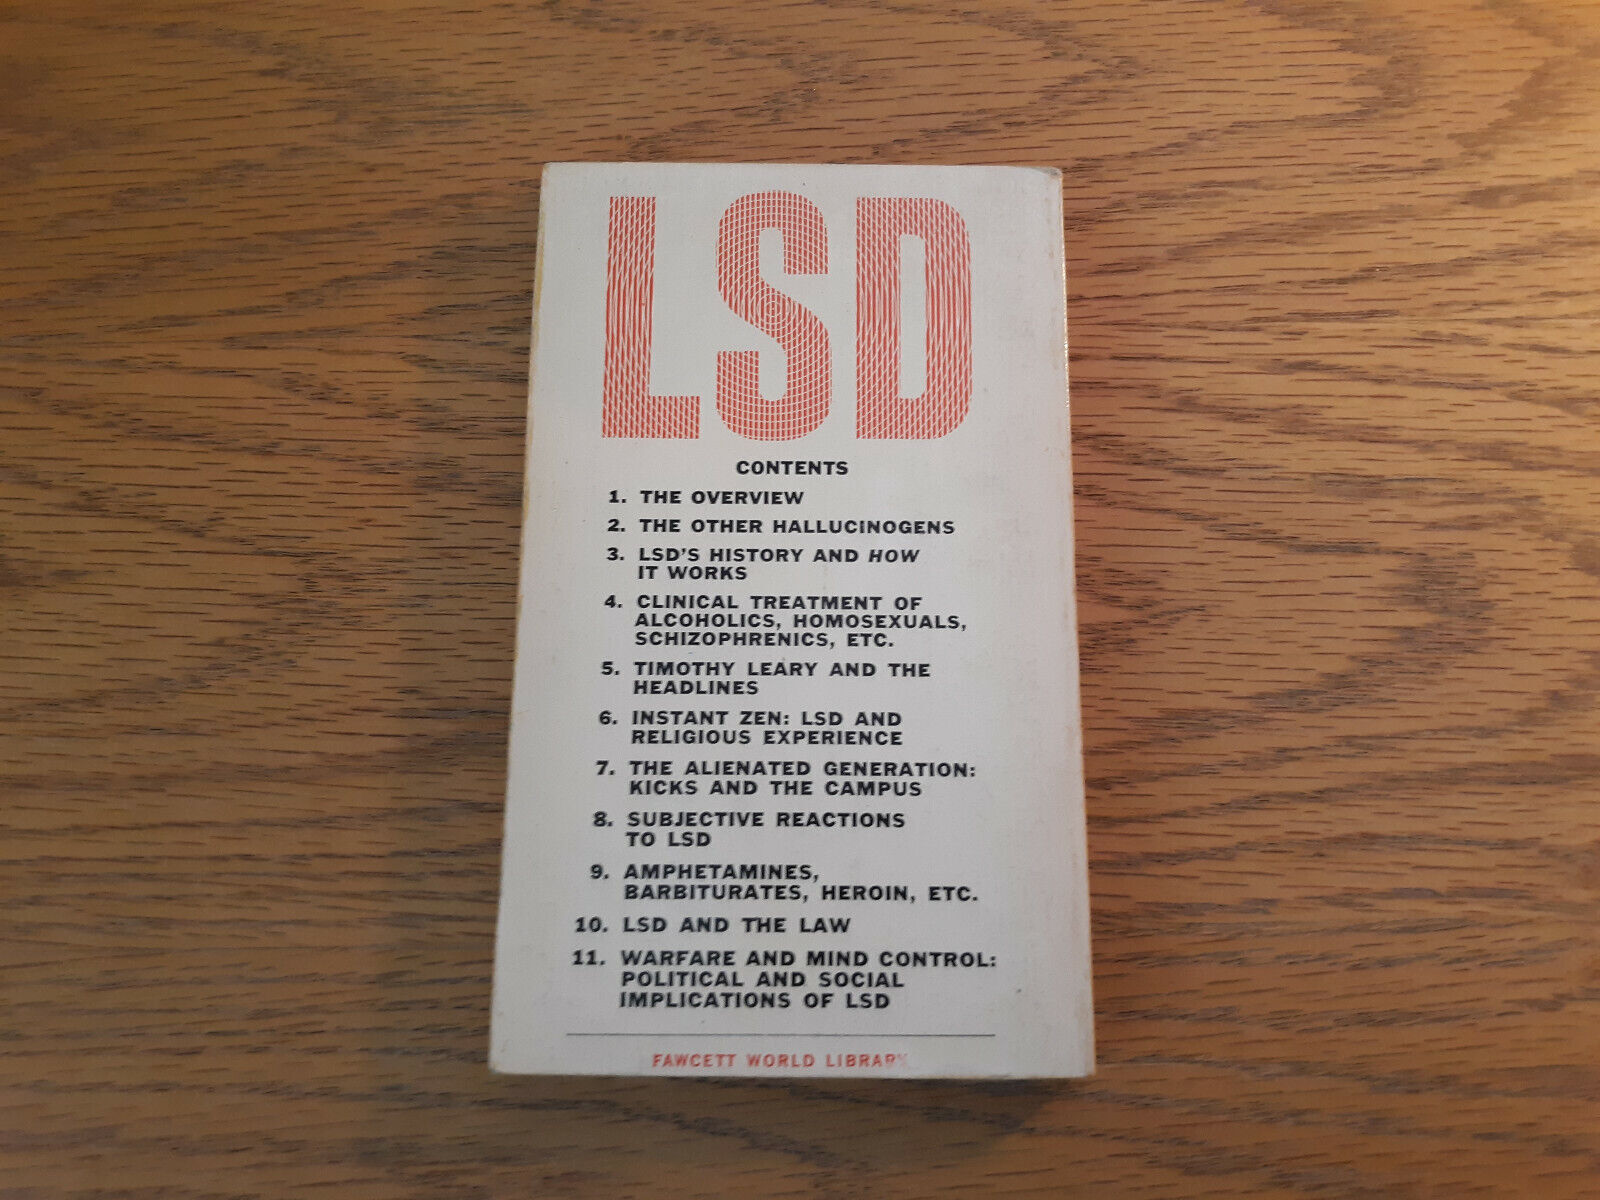 LSD
CONTENTS
1. THE OVERVIEW
2. THE OTHER HALLUCINOGENS
3. LSD'S HISTORY AND HOW
IT WORKS
4. CLINICAL TREATMENT OF
ALCOHOLICS, HOMOSEXUALS,
SCHIZOPHRENICS, ETC.
5. TIMOTHY LEARY AND THE
HEADLINES
6. INSTANT ZEN: LSD AND
RELIGIOUS EXPERIENCE
7. THE ALIENATED GENERATION:
KICKS AND THE CAMPUS
8. SUBJECTIVE REACTIONS
TO LSD
9. AMPHETAMINES,
BARBITURATES, HEROIN, ETC.
10. LSD AND THE LAW
11. WARFARE AND MIND CONTROL:
POLITICAL AND SOCIAL
IMPLICATIONS OF LSD
FAWCETT WORLD LIBRARY